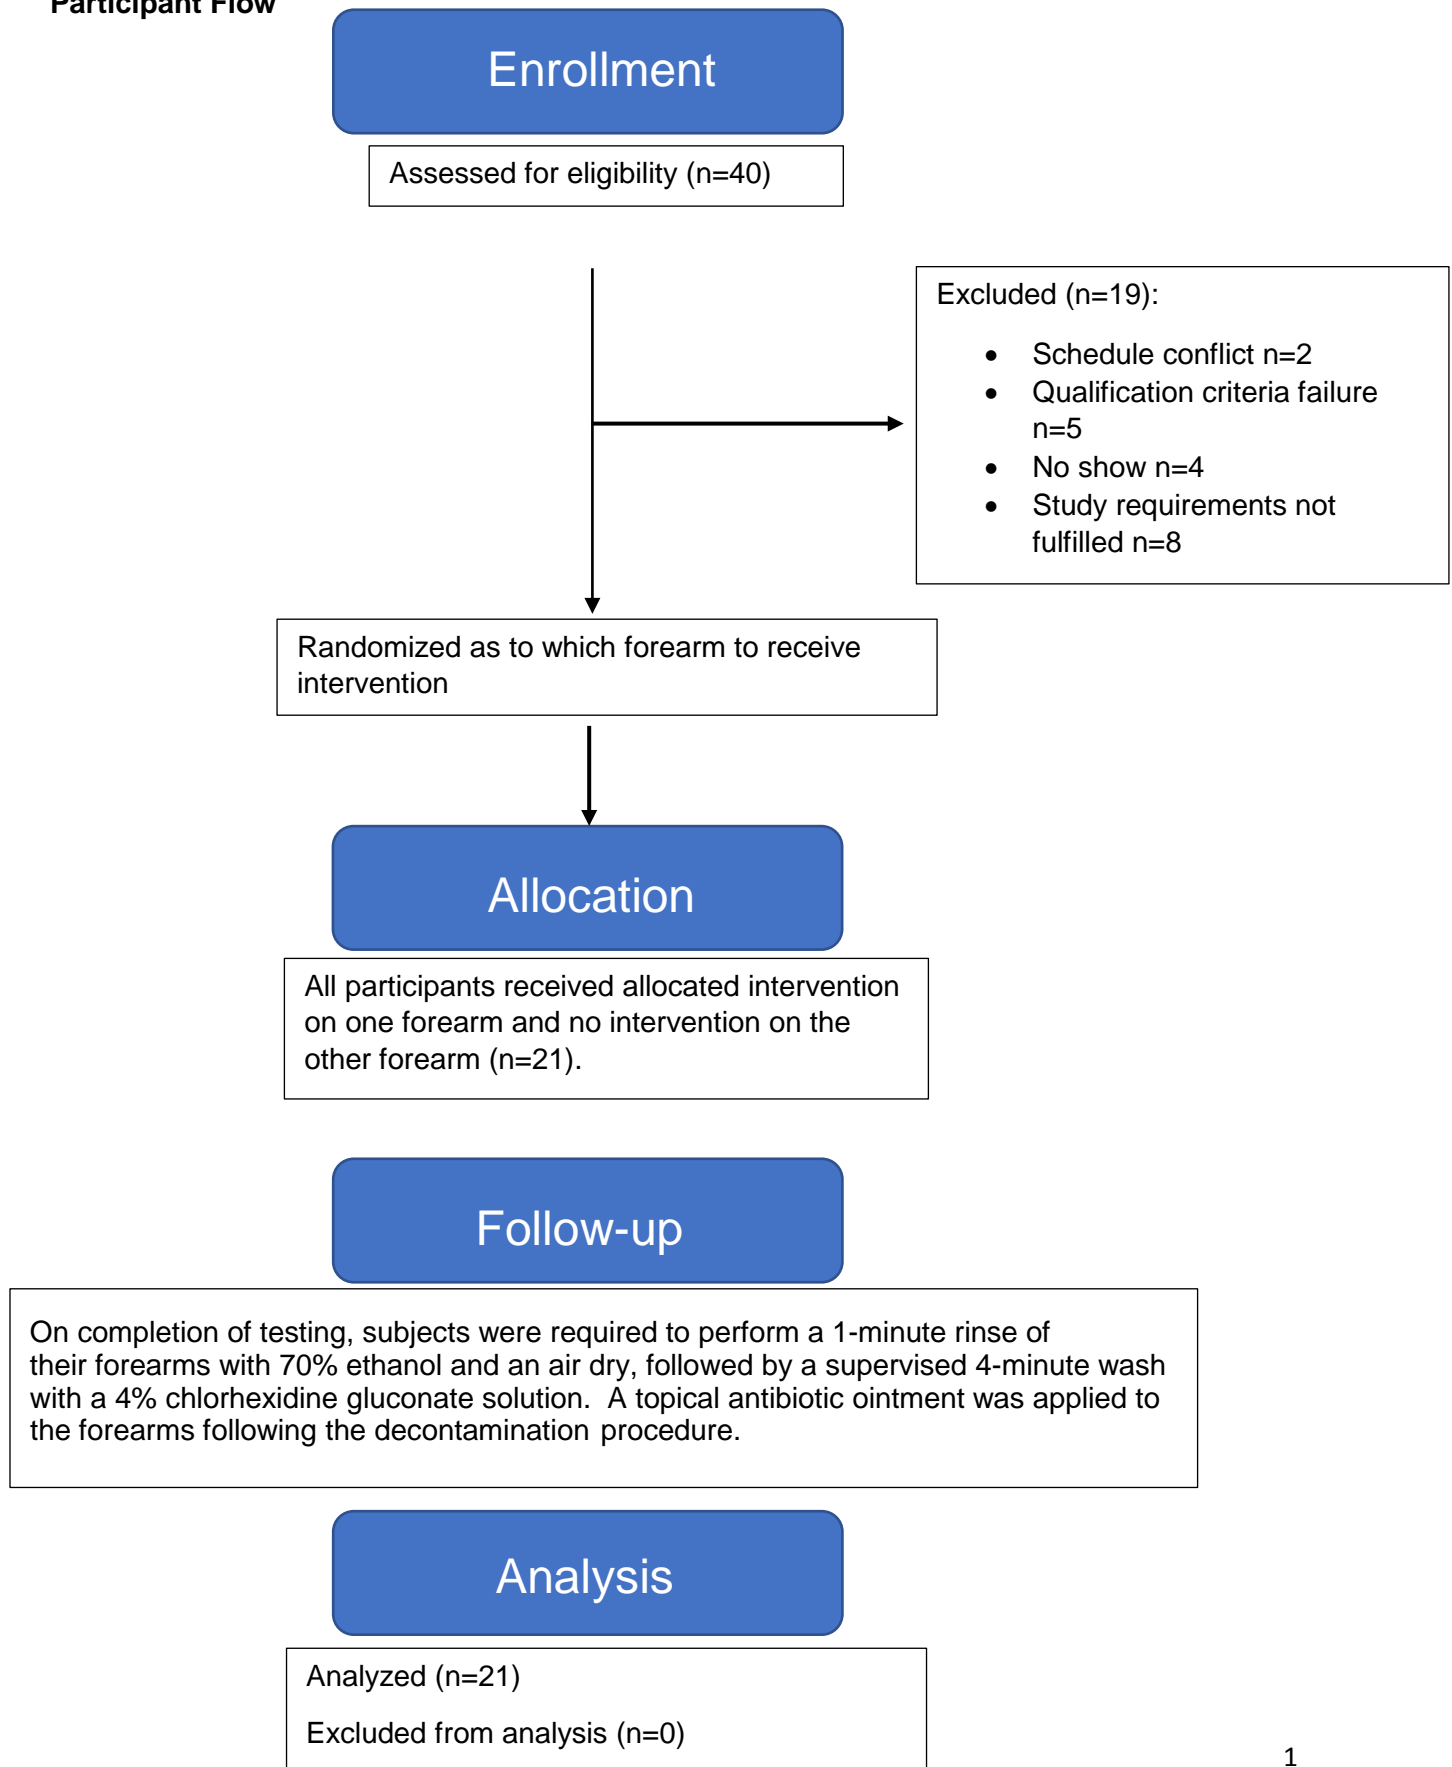 Participant Flow
Enrollment
Assessed for eligibility (n=40)
Excluded (n=19):
• Schedule conflict n=2
• Qualification criteria failure
n=5
• No show n=4
• Study requirements not
fulfilled n=8
Randomized as to which forearm to receive
intervention
Allocation
All participants received allocated intervention
on one forearm and no intervention on the
other forearm (n=21).
Follow-up
On completion of testing, subjects were required to perform a 1-minute rinse of
their forearms with 70% ethanol and an air dry, followed by a supervised 4-minute wash
with a 4% chlorhexidine gluconate solution.  A topical antibiotic ointment was applied to
the forearms following the decontamination procedure.
Analysis
Analyzed (n=21)
Excluded from analysis (n=0)
1